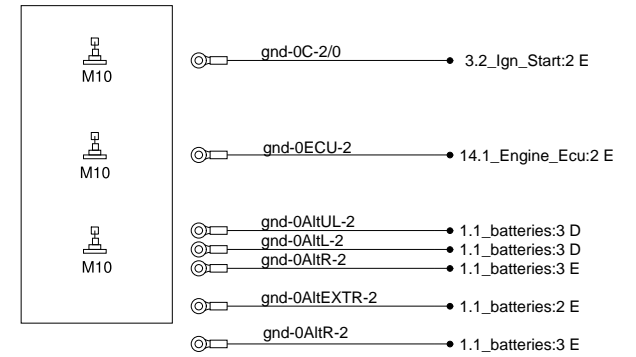 gnd-0C-2/0
3.2_Ign_Start:2 E
M10
gnd-0ECU-2
14.1_Engine_Ecu:2 E
M10
gnd-0AltUL-2
1.1_batteries:3 D
gnd-0AltL-2
1.1_batteries:3 D
gnd-0AltR-2
1.1_batteries:3 E
M10
gnd-0AltEXTR-2
1.1_batteries:2 E
gnd-0AltR-2
1.1_batteries:3 E